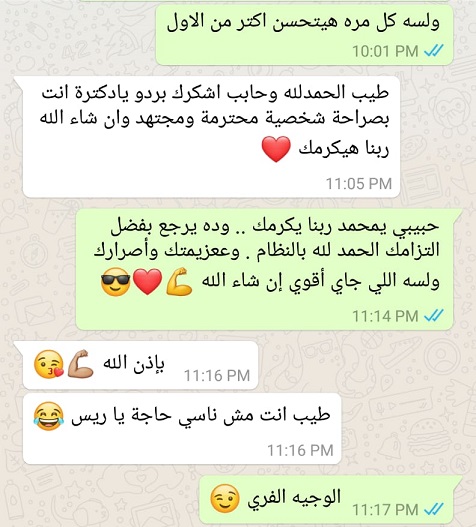 ولسه كل مره هيتحسن اكتر من الاول
10:01 PM
طيب الحمدلله وحابب اشكرك بردو يادكترة انت
بصراحة شخصية محترمة ومجتهد وان شاء الله
ربنا هيكرمك ❤️
11:05 PM
حبيبي يمحمد ربنا يكرمك .. وده يرجع بفضل
التزامك الحمد لله بالنظام . وععزيمتك وأصرارك
ولسه اللي جاي أقوي إن شاء الله 💪❤️😎
11:14 PM
بإذن الله 💪🏽😘
11:16 PM
طيب انت مش ناسي حاجة يا ريس 😂
11:16 PM
الوجيه الفري 😉
11:17 PM